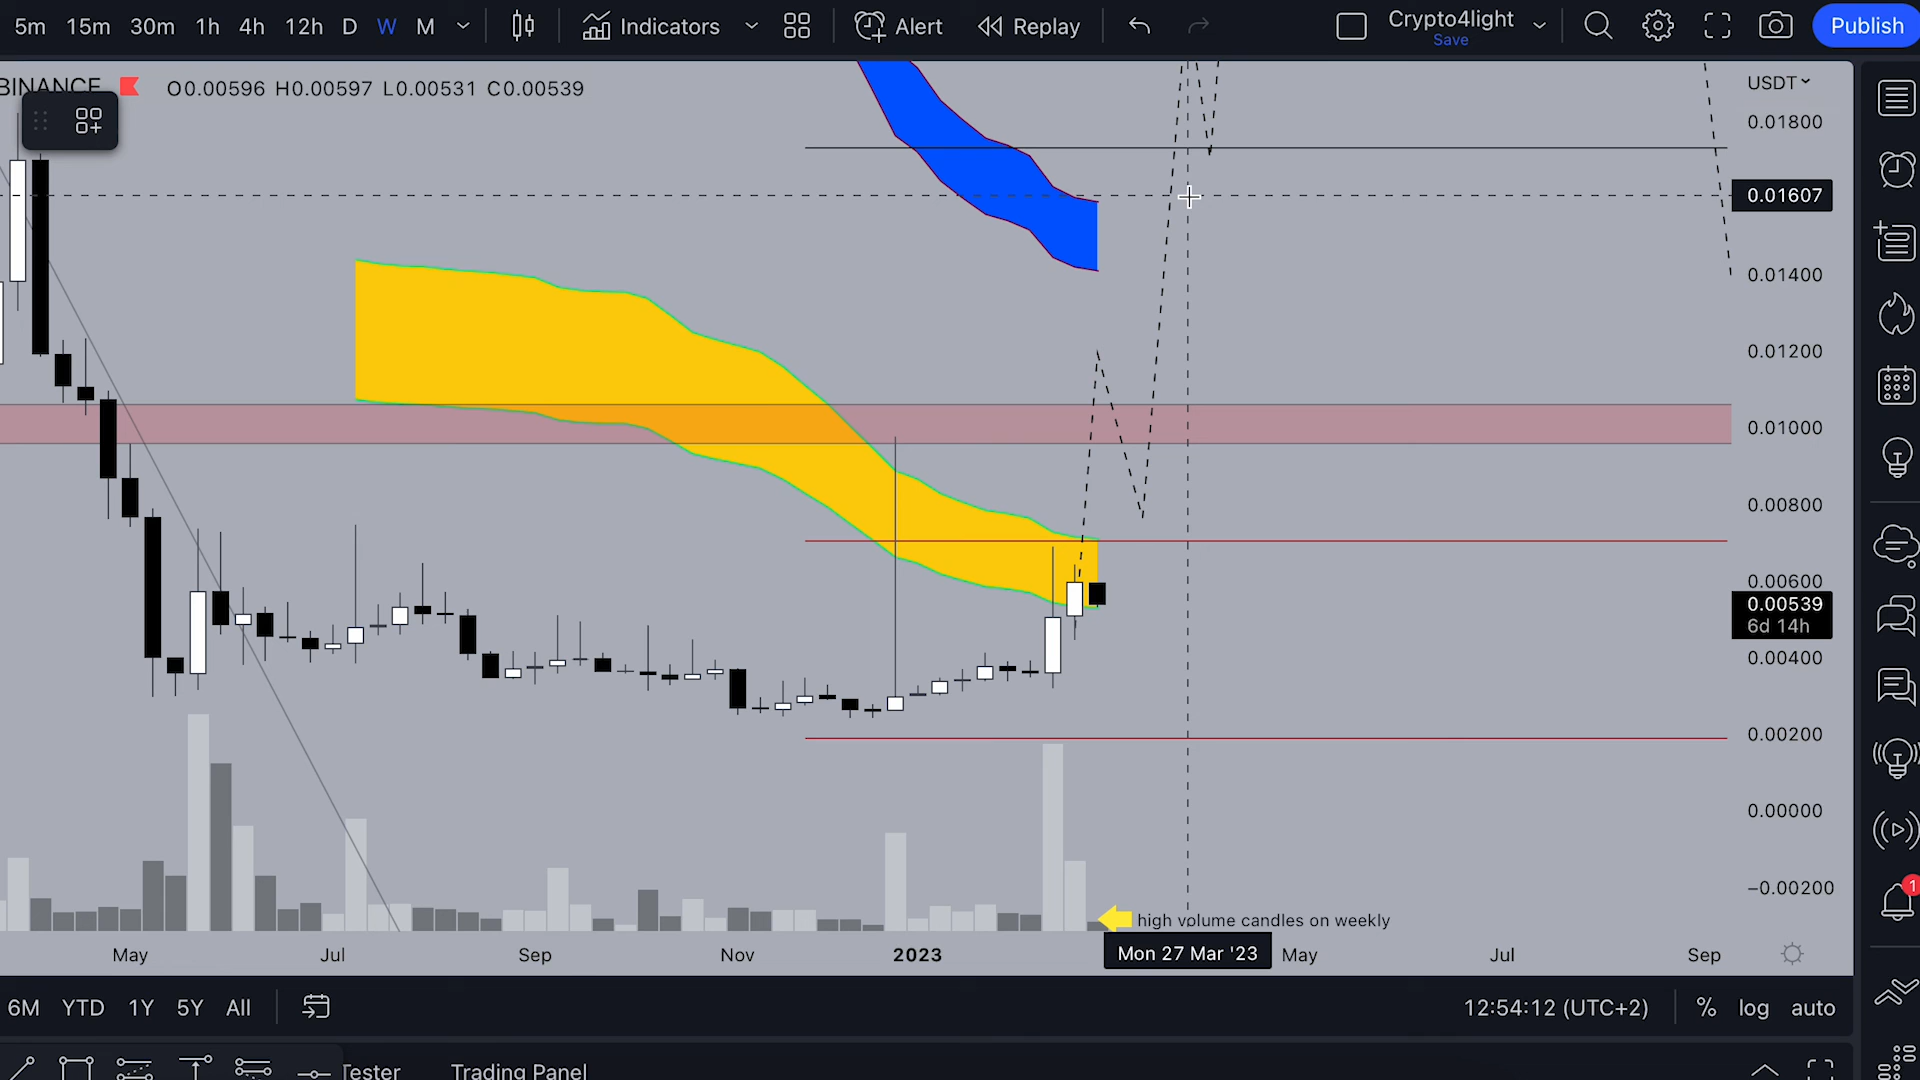 5m 15m 30m 1h 4h 12h D W M Indicators Alert Replay Crypto4light Publish
Save
BINANCE O0.00596 H0.00597 L0.00531 C0.00539
USDT
0.01800
0.01607
0.01400
0.01200
0.01000
0.00800
0.00600
0.00539
6d 14h
0.00400
0.00200
0.00000
−0.00200
1
high volume candles on weekly
May Jul Sep Nov 2023 Mon 27 Mar '23 May Jul Sep
6M YTD 1Y 5Y All 12:54:12 (UTC+2) % log auto
Tester Trading Panel